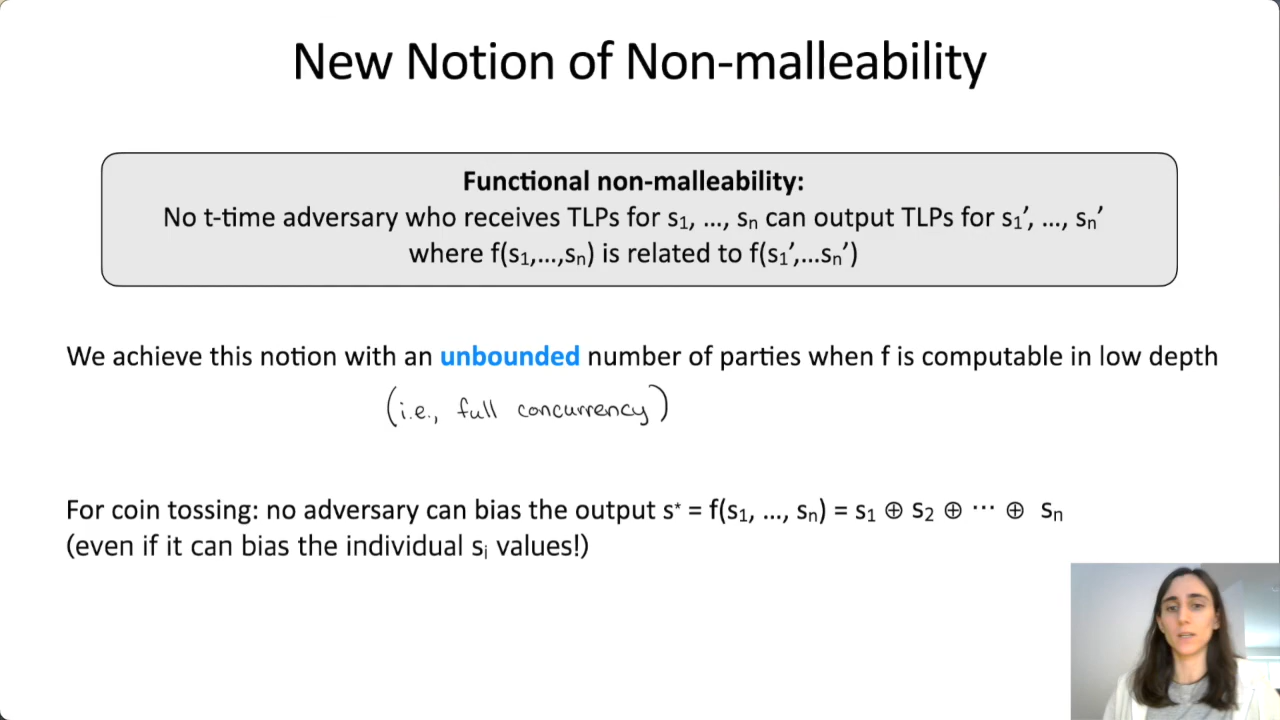 New Notion of Non-malleability
Functional non-malleability:
No t-time adversary who receives TLPs for s₁, ..., sₙ can output TLPs for s₁′, ..., sₙ′
where f(s₁,...,sₙ) is related to f(s₁′,...sₙ′)
We achieve this notion with an unbounded number of parties when f is computable in low depth
(i.e., full concurrency)
For coin tossing: no adversary can bias the output s* = f(s₁, ..., sₙ) = s₁ ⊕ s₂ ⊕ ⋯ ⊕ sₙ
(even if it can bias the individual sᵢ values!)